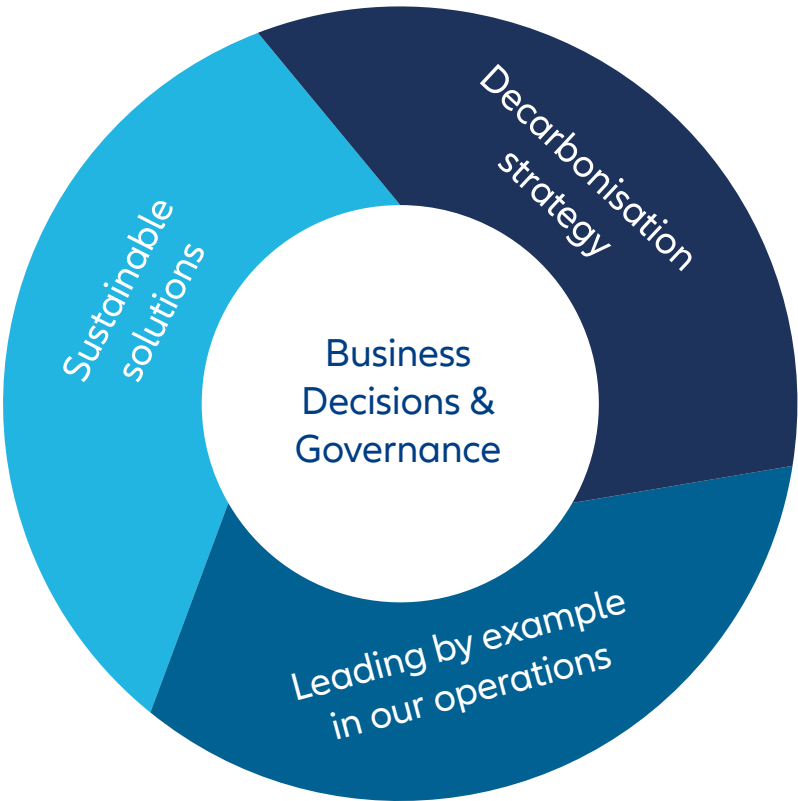 Decarbonisation
strategy
Sustainable
solutions
Business
Decisions &
Governance
Leading by example
in our operations